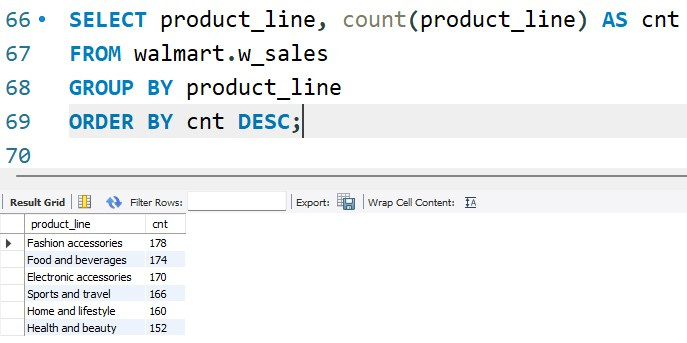 66 SELECT product_line, count(product_line) AS cnt
67 FROM walmart.w_sales
68 GROUP BY product_line
69 ORDER BY cnt DESC;
70
Result Grid Filter Rows: Export: Wrap Cell Content: IA
product_line cnt
Fashion accessories 178
Food and beverages 174
Electronic accessories 170
Sports and travel 166
Home and lifestyle 160
Health and beauty 152